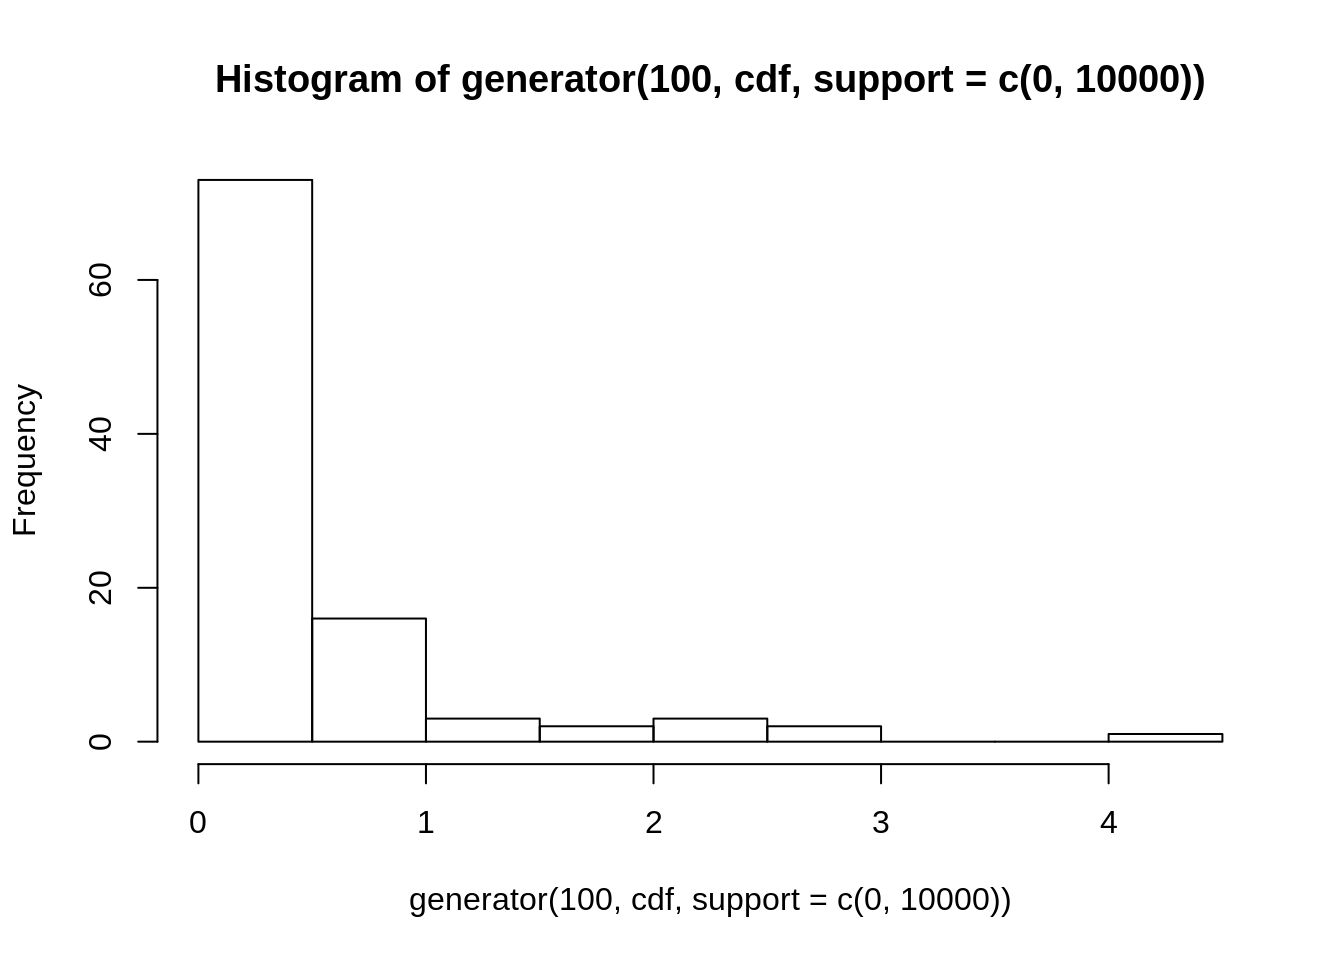 Histogram of generator(100, cdf, support = c(0, 10000))
Frequency
60
40
20
0
0 1 2 3 4
generator(100, cdf, support = c(0, 10000))